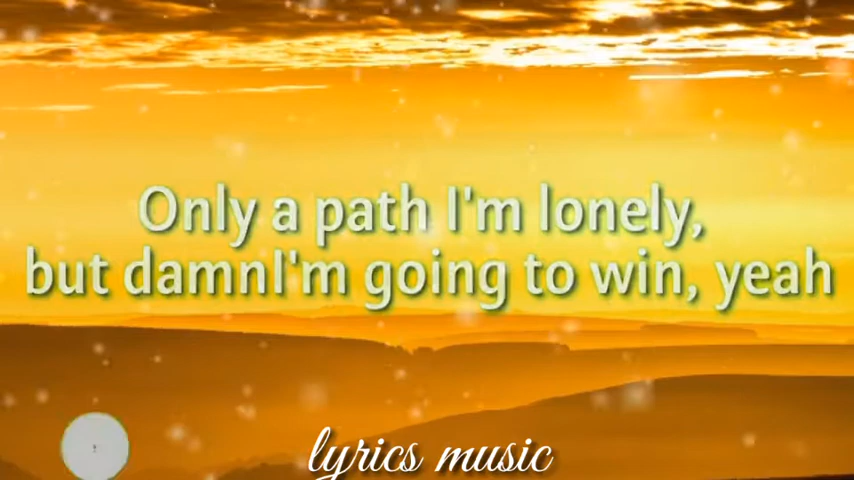 Only a path I'm lonely,
but damnI'm going to win, yeah
lyrics music